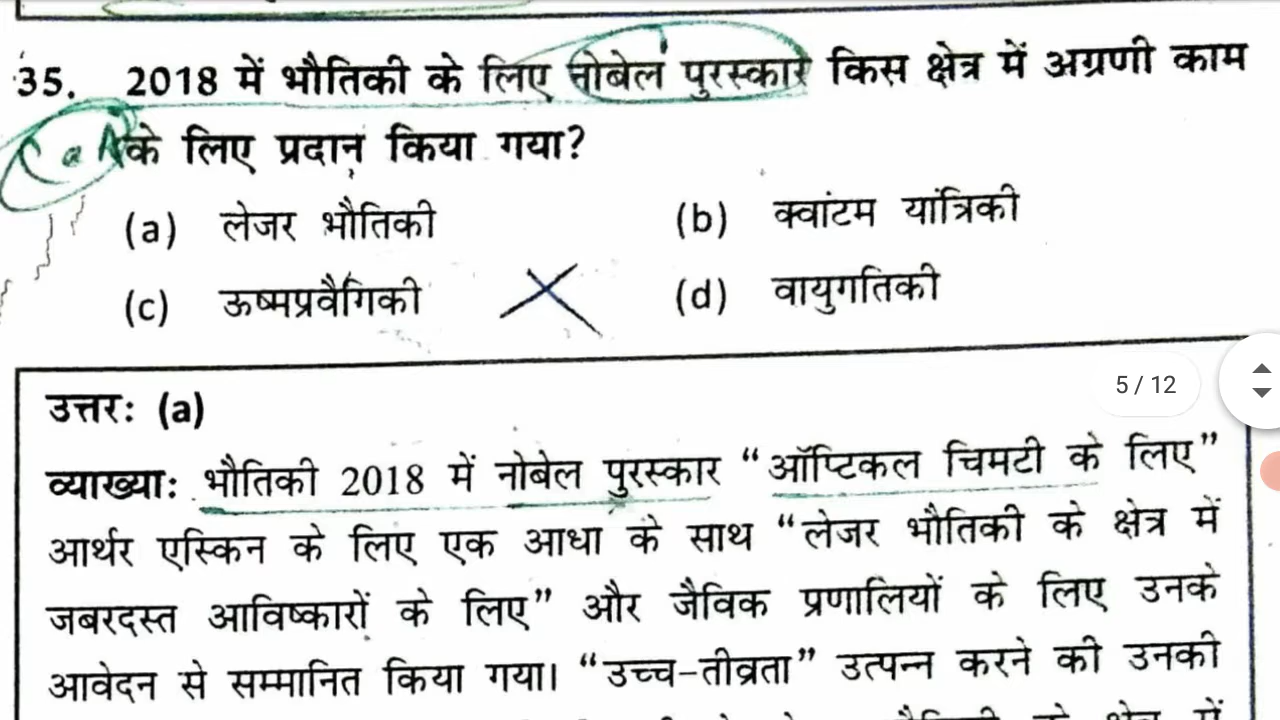 35. 2018 में भौतिकी के लिए नोबेल पुरस्कार किस क्षेत्र में अग्रणी काम
के लिए प्रदान किया गया?
(a) लेजर भौतिकी (b) क्वांटम यांत्रिकी
(c) ऊष्मप्रवैगिकी (d) वायुगतिकी
5 / 12
उत्तरः (a)
व्याख्याः भौतिकी 2018 में नोबेल पुरस्कार “ऑप्टिकल चिमटी के लिए”
आर्थर एस्किन के लिए एक आधा के साथ “लेजर भौतिकी के क्षेत्र में
जबरदस्त आविष्कारों के लिए” और जैविक प्रणालियों के लिए उनके
आवेदन से सम्मानित किया गया। “उच्च-तीव्रता” उत्पन्न करने की उनकी